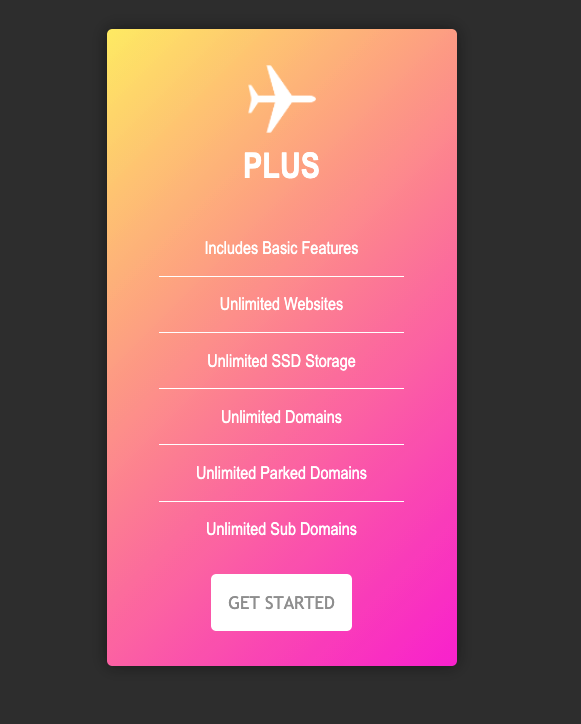 PLUS
Includes Basic Features
Unlimited Websites
Unlimited SSD Storage
Unlimited Domains
Unlimited Parked Domains
Unlimited Sub Domains
GET STARTED